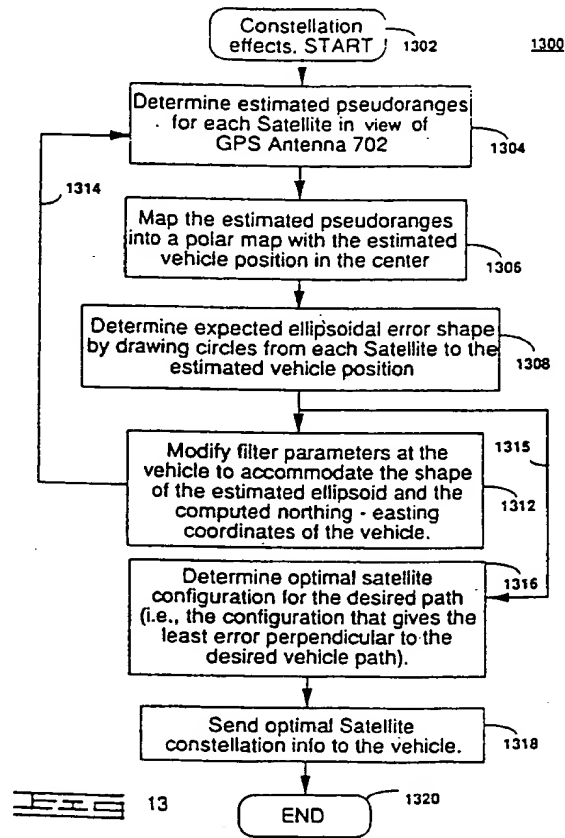 Constellation
effects. START
1302
1300
Determine estimated pseudoranges
for each Satellite in view of
GPS Antenna 702
1304
1314
Map the estimated pseudoranges
into a polar map with the estimated
vehicle position in the center
1306
Determine expected ellipsoidal error shape
by drawing circles from each Satellite to the
estimated vehicle position
1308
1315
Modify filter parameters at the
vehicle to accommodate the shape
of the estimated ellipsoid and the
computed northing - easting
coordinates of the vehicle.
1312
1316
Determine optimal satellite
configuration for the desired path
(i.e., the configuration that gives the
least error perpendicular to the
desired vehicle path).
Send optimal Satellite
constellation info to the vehicle.
1318
13
END
1320